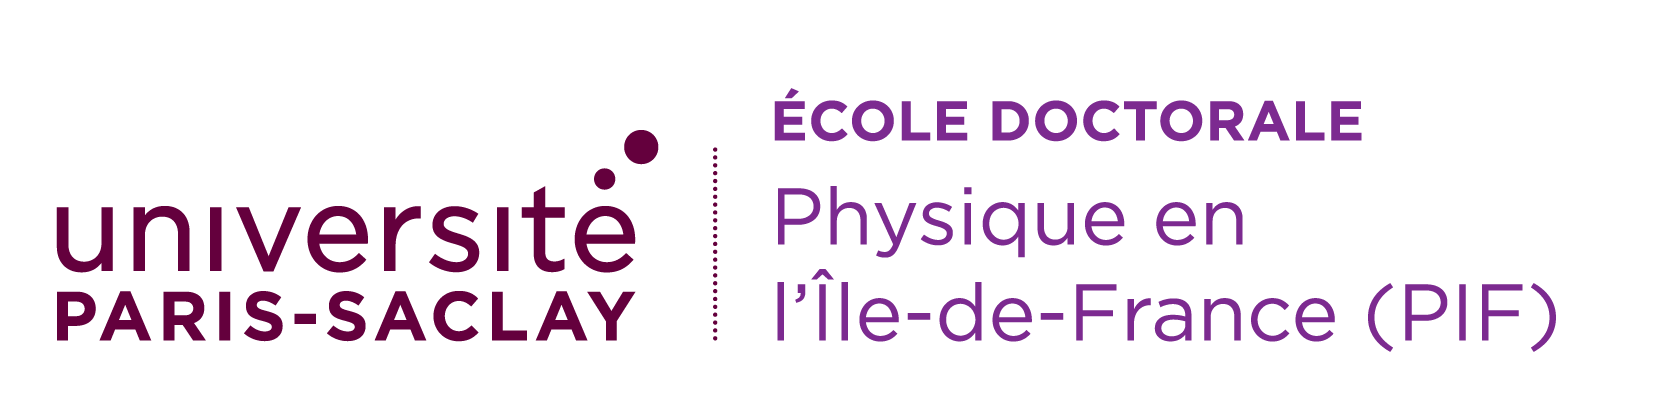 université
PARIS-SACLAY
ÉCOLE DOCTORALE
Physique en
l’Île-de-France (PIF)